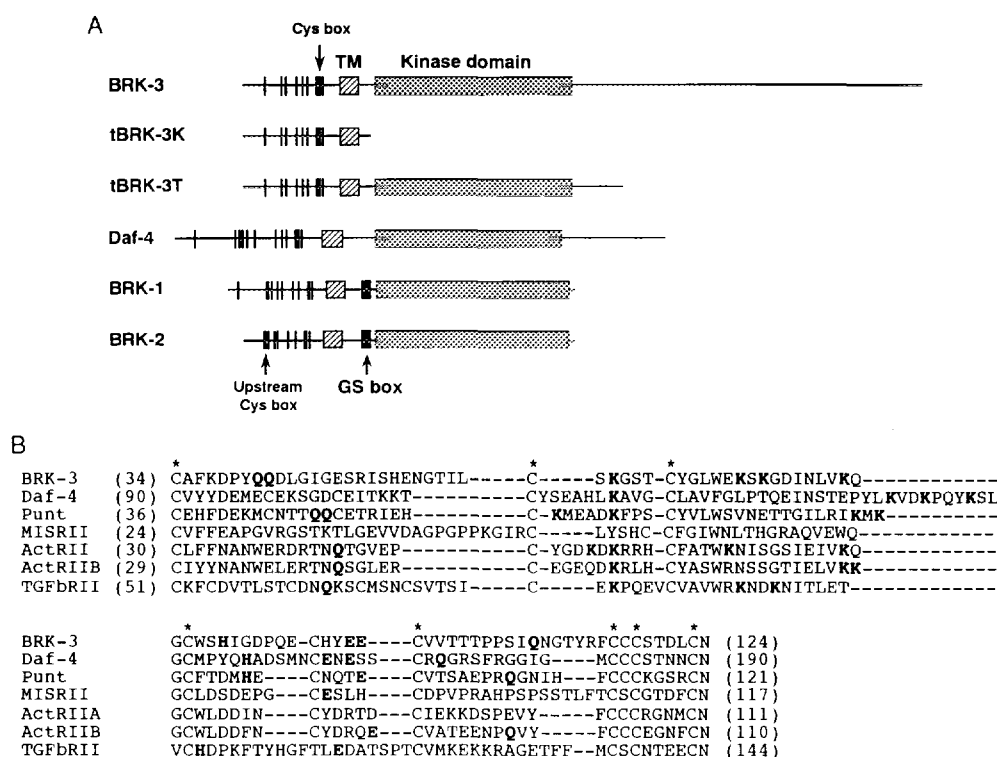 A
Cys box
TM Kinase domain
BRK-3
tBRK-3K
tBRK-3T
Daf-4
BRK-1
BRK-2
Upstream
Cys box
GS box
B
* * *
BRK-3 (34) CAFKDPYQQDLGIGESRISHENGTIL-----C-----SKGST-CYGLWEKSKGDINLVKQ---------
Daf-4 (90) CVYYDEMECEKSGDCEITKKT--------CYSEAHLKAVG-CLAVFGLPTQEINSTEPYLKVDKPQYKSL
Punt (36) CEHFDEKMCNTTQQCETRIEH--------CKMEADKFPS-CYVLWSVNETTGILRIKMK-------
MISRII (24) CVFFEAPGVRGSTKTLGEVVDAGPGPPKGIRC----LYSHC-CFGIWNLTHGRAQVEWQ---------
ActRII (30) CLFFNANWERDRTNQTGVEP---------CYGDKDKRRH-CFATWKNISGSIEIVKQ---------
ActRIIB (29) CIYYNANWELERTNQSGLER---------CEGEQDKRLH-CYASWRNSSGTIELVKK---------
TGFbRII (51) CKFCDVTLSTCDNQKSCMSNCSVTSI----C----EKPQEVCVAVWRKNDKNITLET----------
* * * * *
BRK-3 GCWSHIGDPQE-CHYEE----CVVTTTPPSIQNGTYRFCCCSTDLCN (124)
Daf-4 GCMPYQHADSMNCENESS---CRQGRSFRGGIG----MCCCSTNNCN (190)
Punt GCFTDMHE----CNQTE----CVTSAEPRQGNIH---FCCCKGSRCN (121)
MISRII GCLDSDEPG---CESLH----CDPVPRAHPSPSSTLFTCSCGTDFCN (117)
ActRIIA GCWLDDIN----CYDRTD---CIEKKDSPEVY-----FCCCRGNMCN (111)
ActRIIB GCWLDDFN----CYDRQE---CVATEENPQVY-----FCCCEGNFCN (110)
TGFbRII VCHDPKFTYHGFTLEDATSPTCVMKEKKRAGETFF--MCSCNTEECN (144)